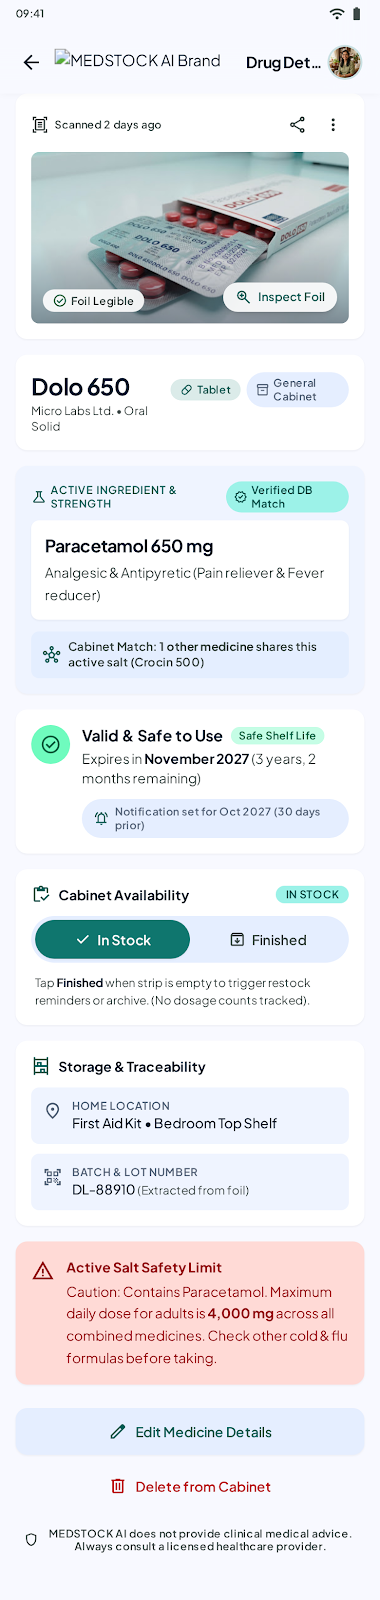 09:41
MEDSTOCK AI Brand
Drug Det...
Scanned 2 days ago
DOLO 650
Foil Legible
Inspect Foil
Dolo 650
Micro Labs Ltd. • Oral
Solid
Tablet
General
Cabinet
ACTIVE INGREDIENT &
STRENGTH
Verified DB
Match
Paracetamol 650 mg
Analgesic & Antipyretic (Pain reliever & Fever
reducer)
Cabinet Match: 1 other medicine shares this
active salt (Crocin 500)
Valid & Safe to Use
Safe Shelf Life
Expires in November 2027 (3 years, 2
months remaining)
Notification set for Oct 2027 (30 days
prior)
Cabinet Availability
IN STOCK
In Stock
Finished
Tap Finished when strip is empty to trigger restock
reminders or archive. (No dosage counts tracked).
Storage & Traceability
HOME LOCATION
First Aid Kit • Bedroom Top Shelf
BATCH & LOT NUMBER
DL-88910 (Extracted from foil)
Active Salt Safety Limit
Caution: Contains Paracetamol. Maximum
daily dose for adults is 4,000 mg across all
combined medicines. Check other cold & flu
formulas before taking.
Edit Medicine Details
Delete from Cabinet
MEDSTOCK AI does not provide clinical medical advice.
Always consult a licensed healthcare provider.